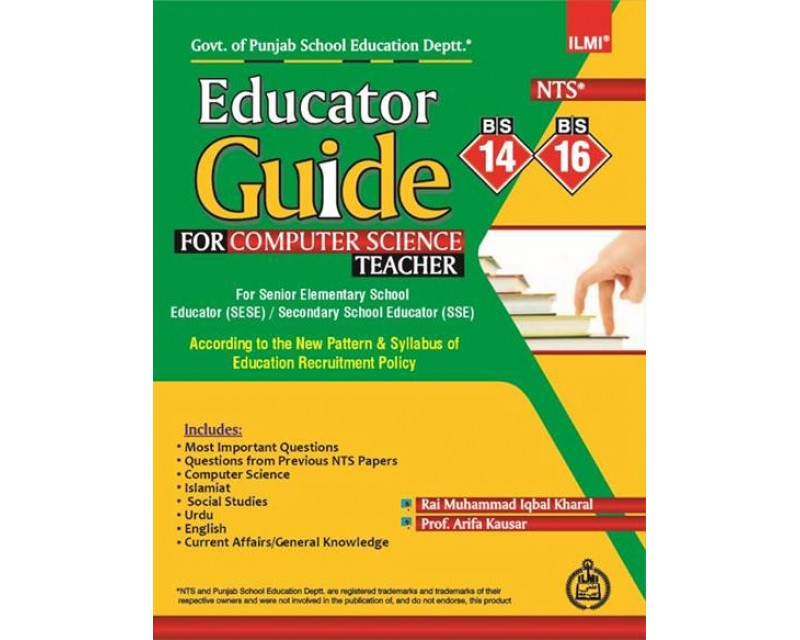 Govt. of Punjab School Education Deptt.*
ILMI®
NTS*
Educator
BS 14
BS 16
Guide
FOR COMPUTER SCIENCE
TEACHER
For Senior Elementary School
Educator (SESE) / Secondary School Educator (SSE)
According to the New Pattern & Syllabus of
Education Recruitment Policy
Includes:
• Most Important Questions
• Questions from Previous NTS Papers
• Computer Science
• Islamiat
• Social Studies
• Urdu
• English
• Current Affairs/General Knowledge
Rai Muhammad Iqbal Kharal
Prof. Arifa Kausar
ILMI
*NTS and Punjab School Education Deptt. are registered trademarks and trademarks of their
respective owners and were not involved in the publication of, and do not endorse, this product